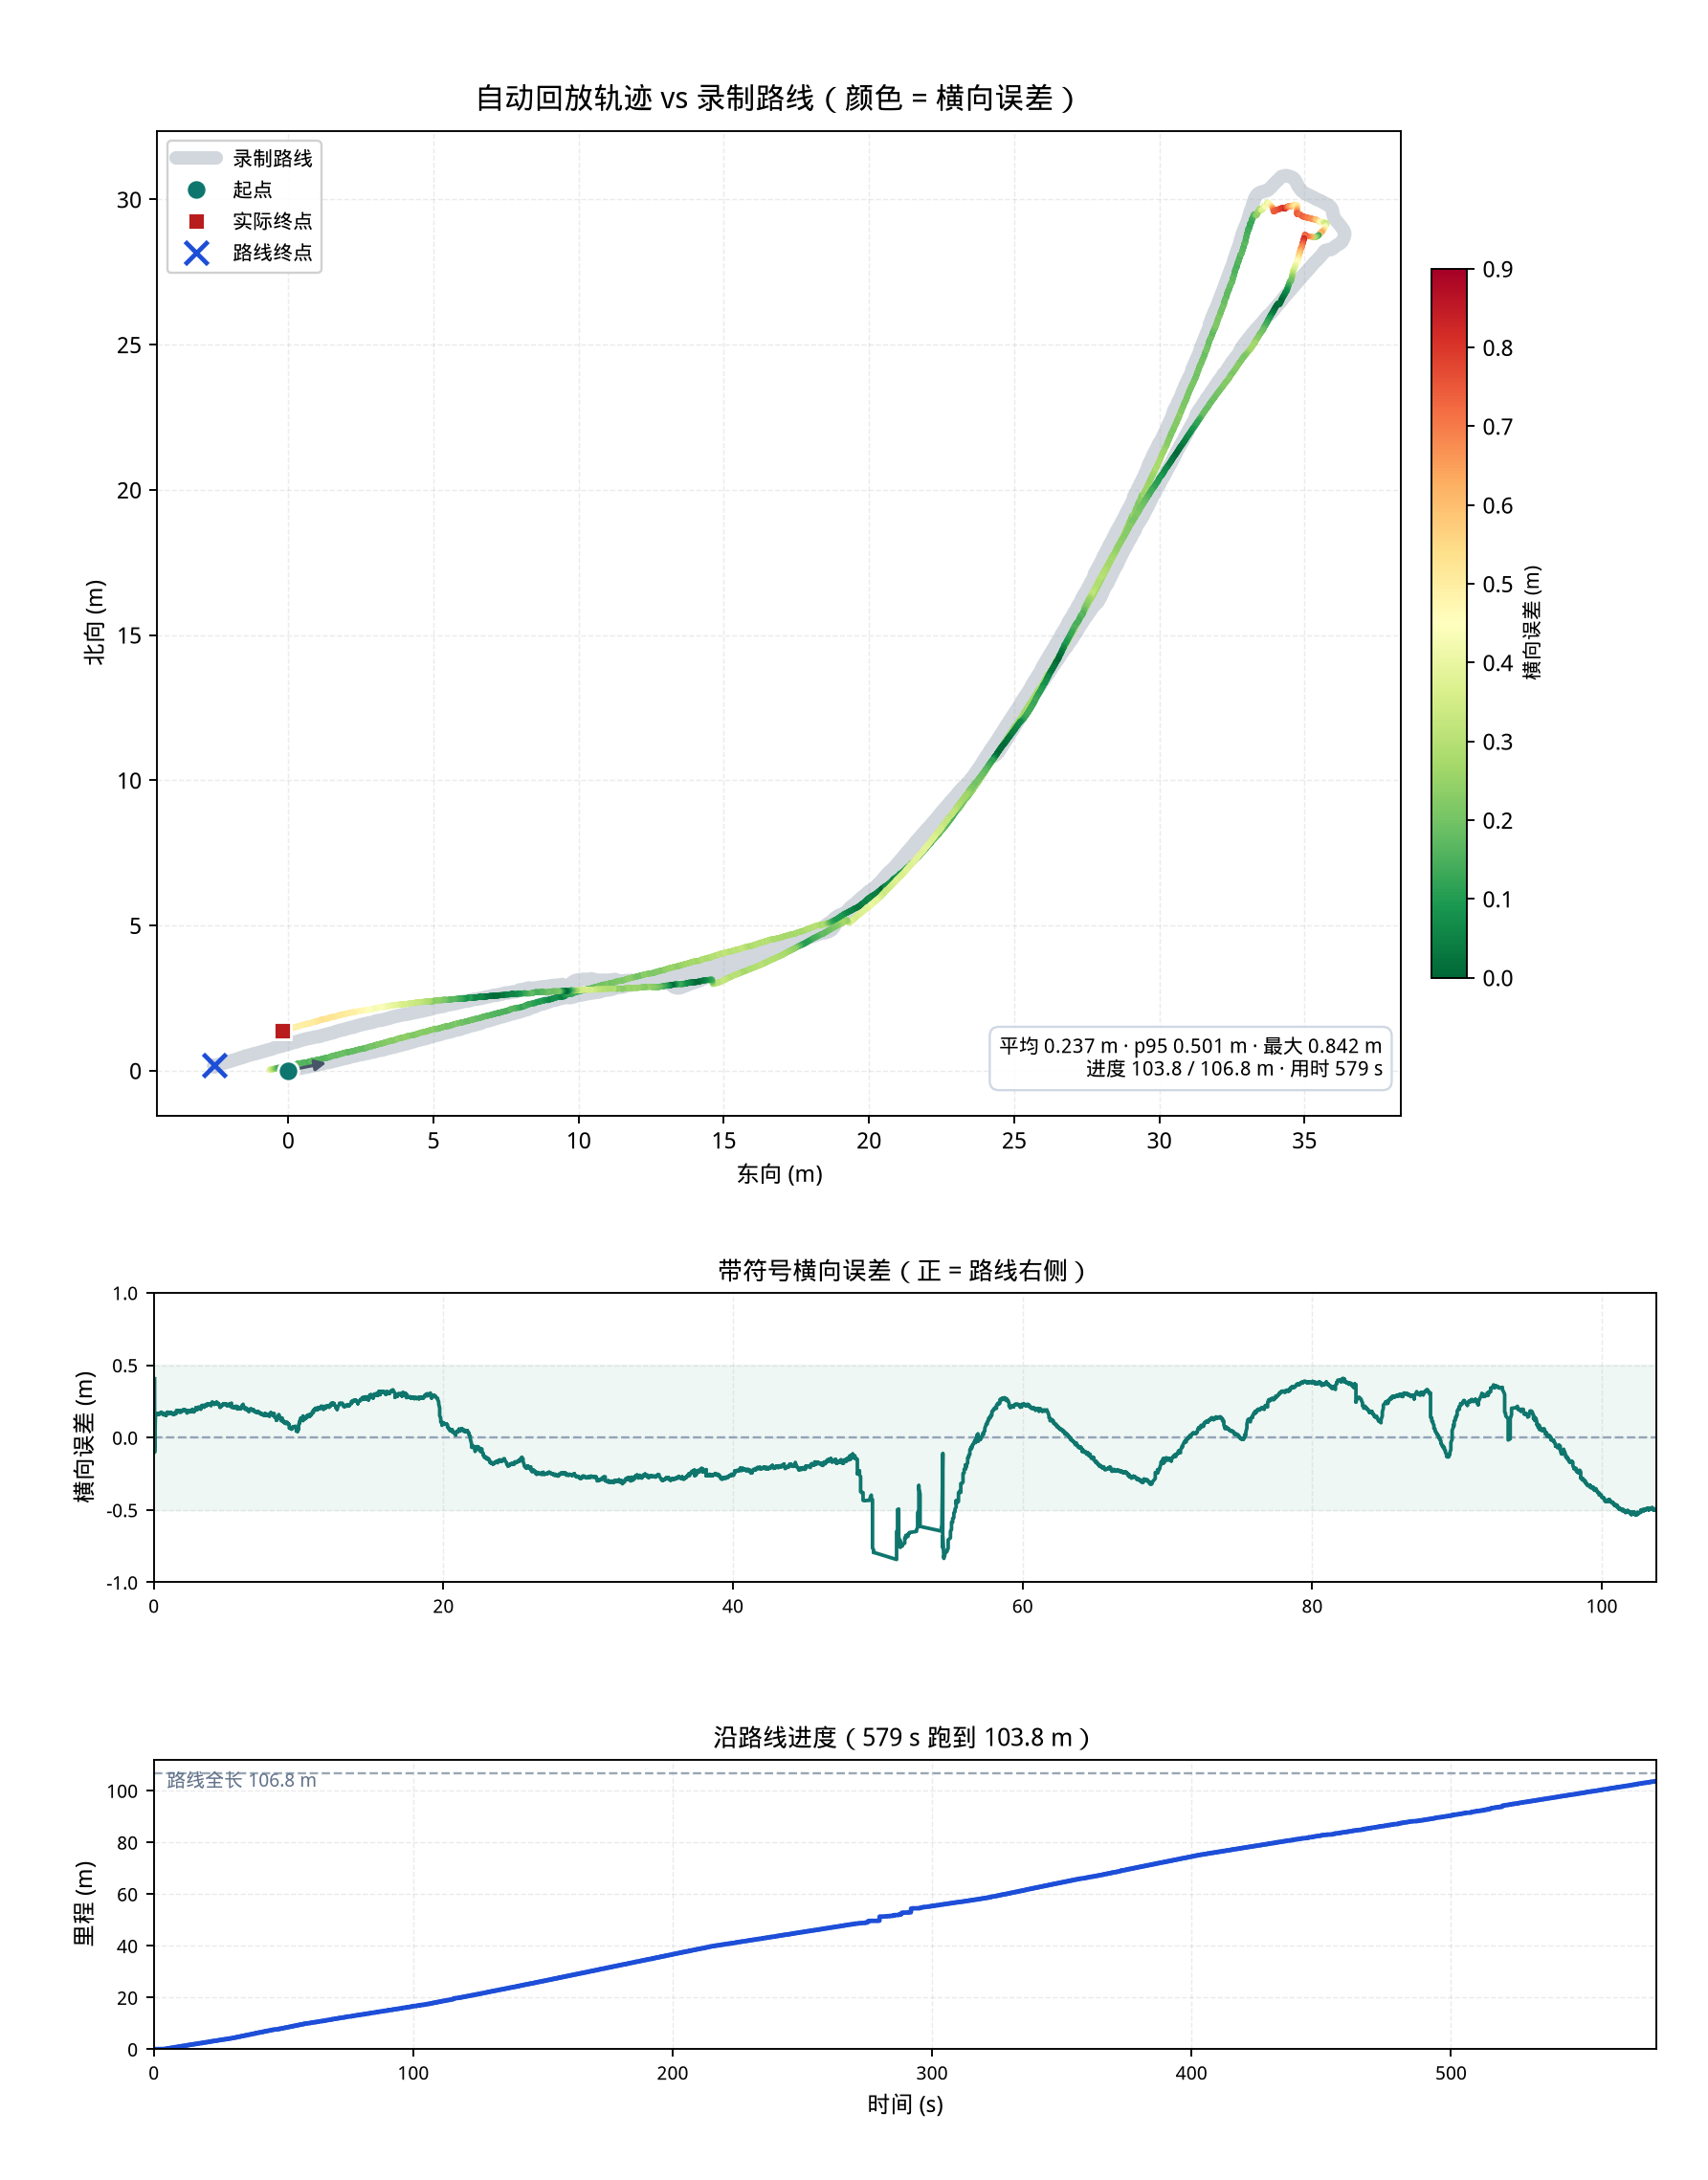 自动回放轨迹 vs 录制路线（颜色 = 横向误差）
录制路线
起点
实际终点
路线终点
30
25
20
15
10
5
0
北向 (m)
0 5 10 15 20 25 30 35
东向 (m)
平均 0.237 m · p95 0.501 m · 最大 0.842 m
进度 103.8 / 106.8 m · 用时 579 s
0.9
0.8
0.7
0.6
0.5
0.4
0.3
0.2
0.1
0.0
横向误差 (m)
带符号横向误差（正 = 路线右侧）
1.0
0.5
0.0
-0.5
-1.0
横向误差 (m)
0 20 40 60 80 100
沿路线进度（579 s 跑到 103.8 m）
路线全长 106.8 m
100
80
60
40
20
0
里程 (m)
0 100 200 300 400 500
时间 (s)